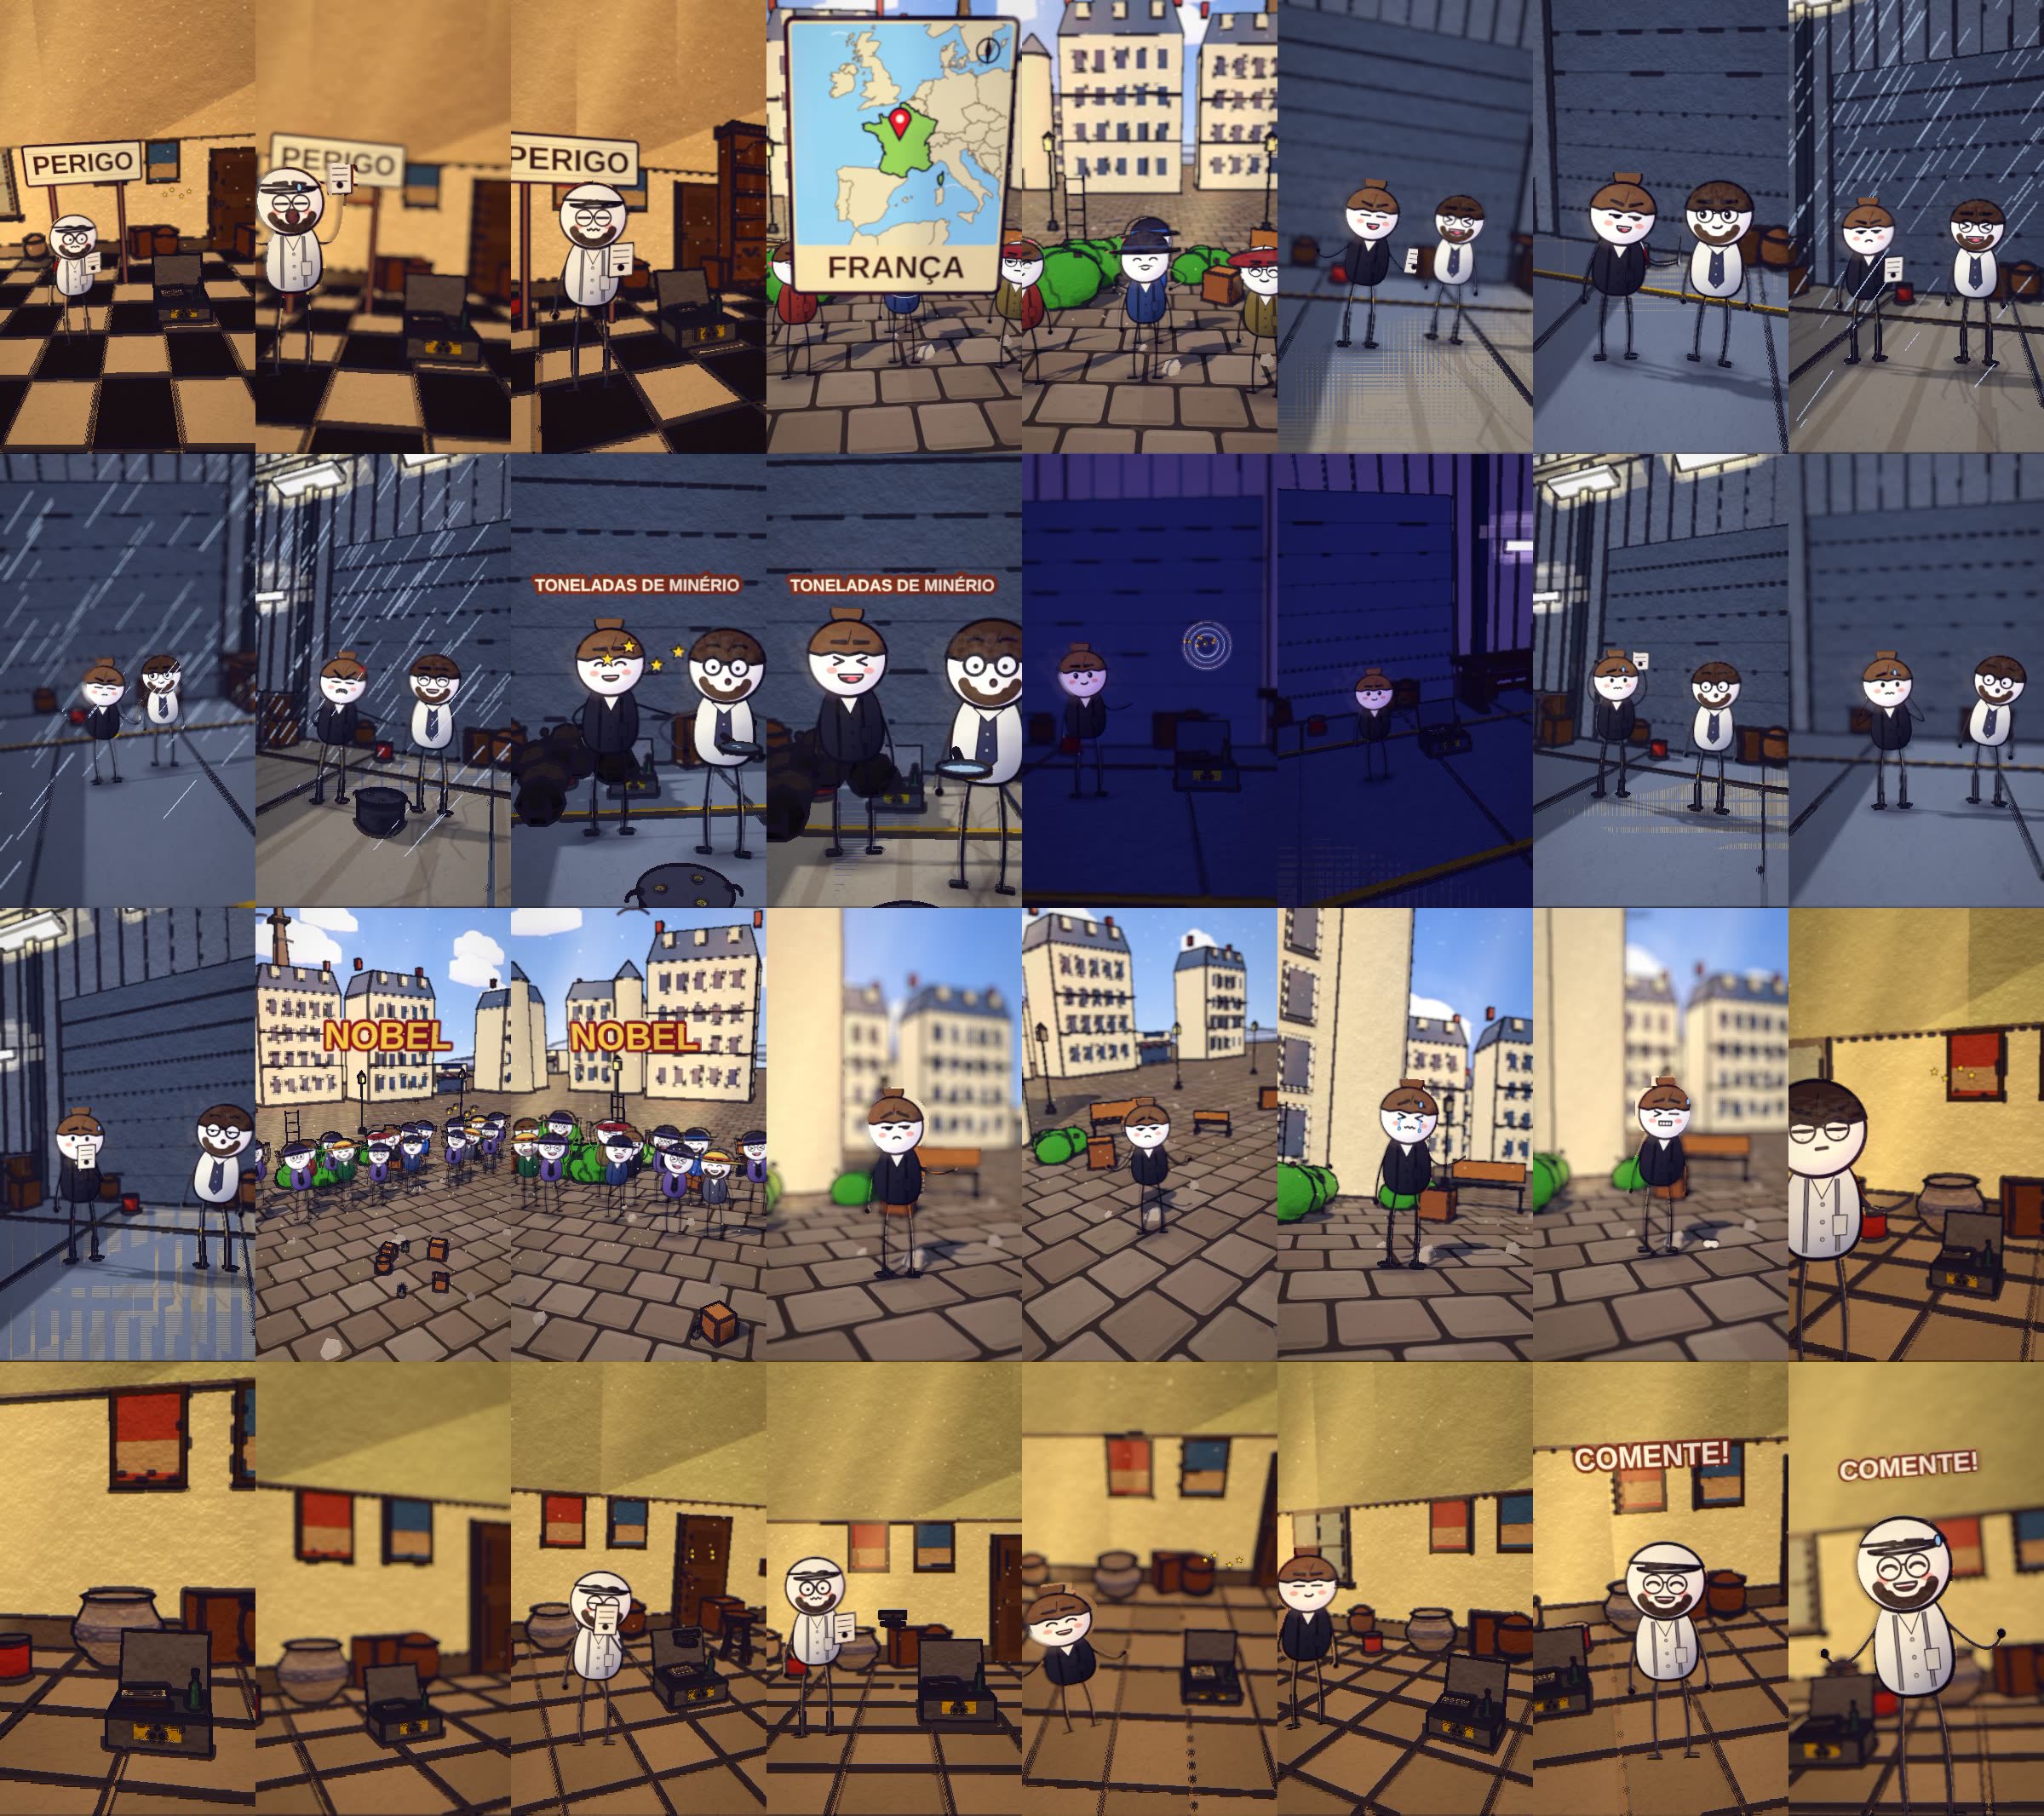 PERIGO
PERIGO
PERIGO
FRANÇA
TONELADAS DE MINÉRIO
TONELADAS DE MINÉRIO
NOBEL
NOBEL
COMENTE!
COMENTE!